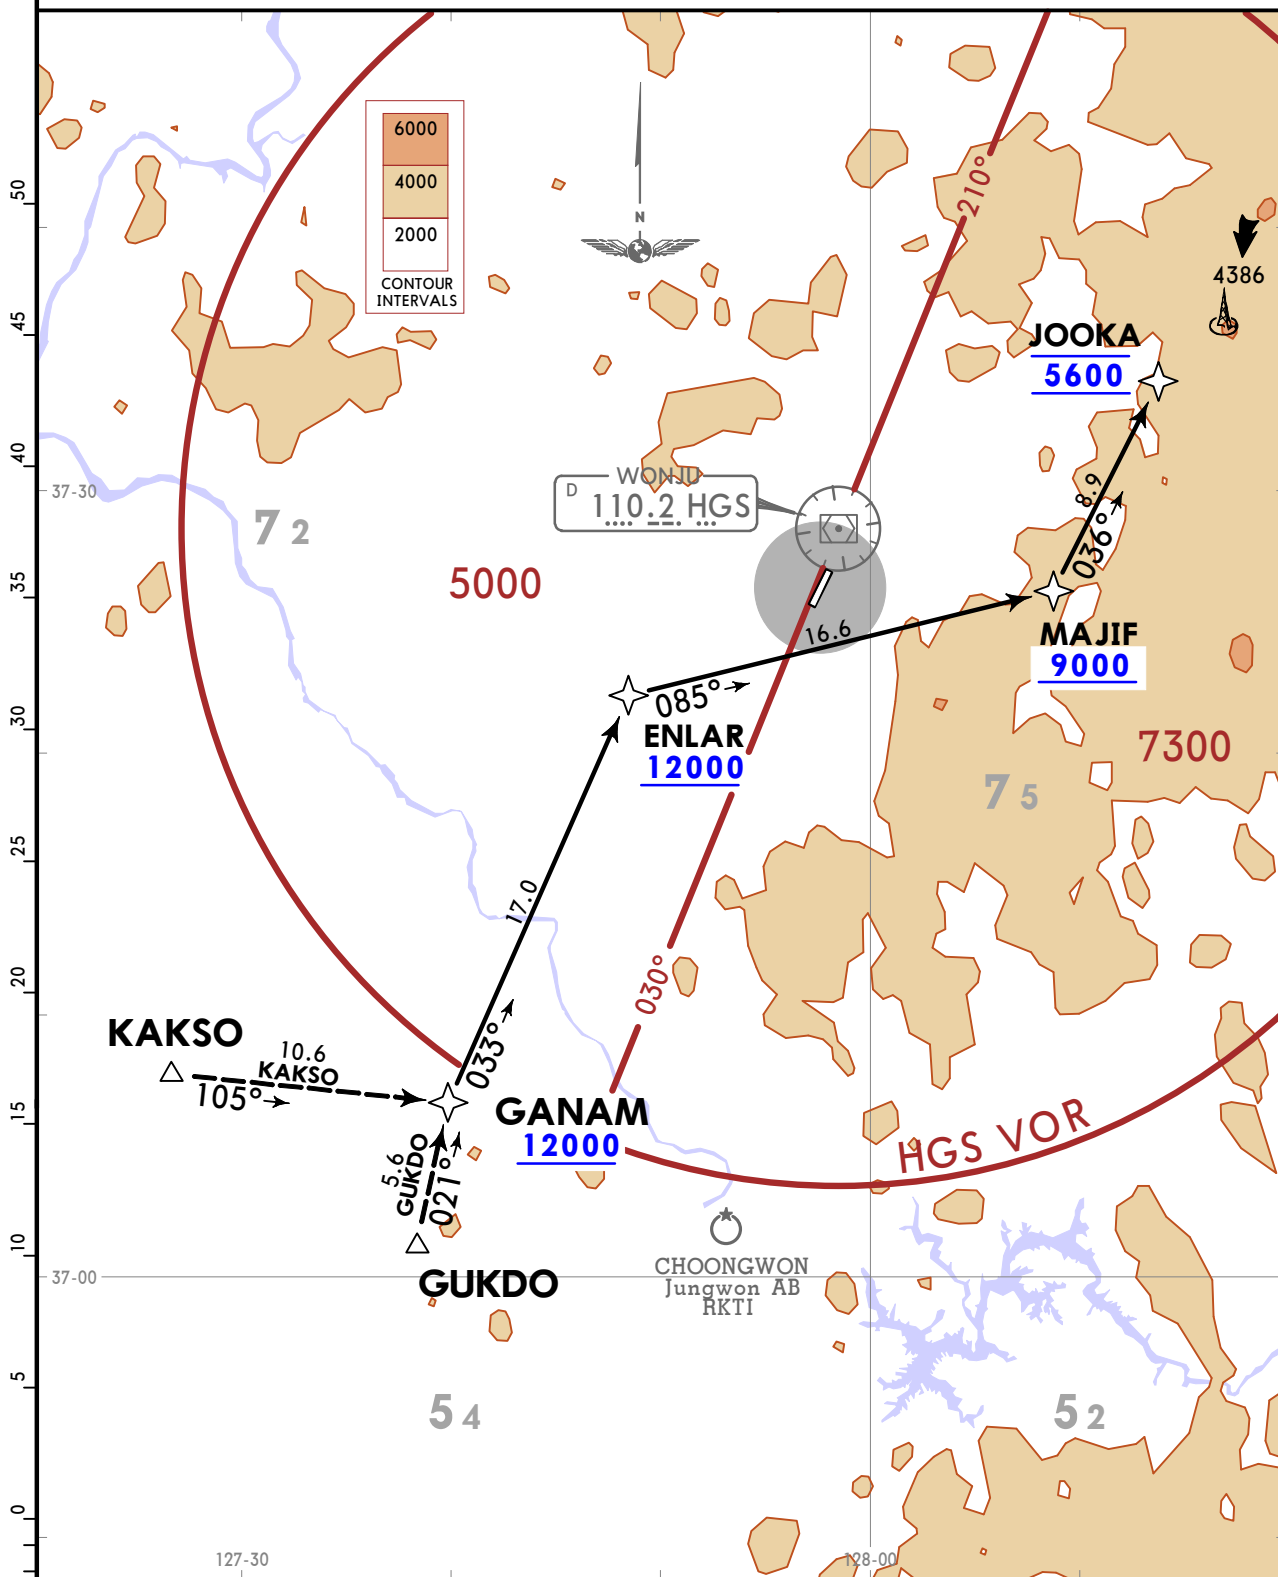 6000
4000
2000
CONTOUR
INTERVALS
N
210°
4386
JOOKA
5600
50
45
40
35
30
25
20
15
10
5
0
37-30
WONJU
D 110.2 HGS
7 2
5000
8.9
036°
16.6
MAJIF
9000
085°
ENLAR
12000
7300
7 5
17.0
030°
033°
KAKSO
10.6
KAKSO
105°
GANAM
12000
HGS VOR
5.6
GUKDO
021°
GUKDO
37-00
CHOONGWON
Jungwon AB
RKTI
5 4
5 2
127-30
128-00